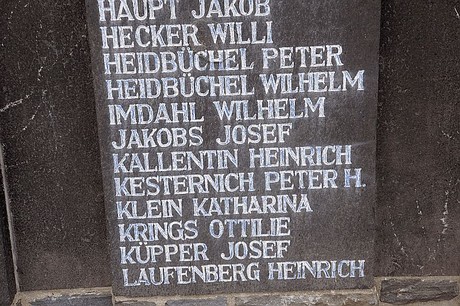 HAUPT JAKOB
HECKER WILLI
HEIDBÜCHEL PETER
HEIDBÜCHEL WILHELM
IMDAHL WILHELM
JAKOBS JOSEF
KALLENTIN HEINRICH
KESTERNICH PETER H.
KLEIN KATHARINA
KRINGS OTTILIE
KÜPPER JOSEF
LAUFENBERG HEINRICH